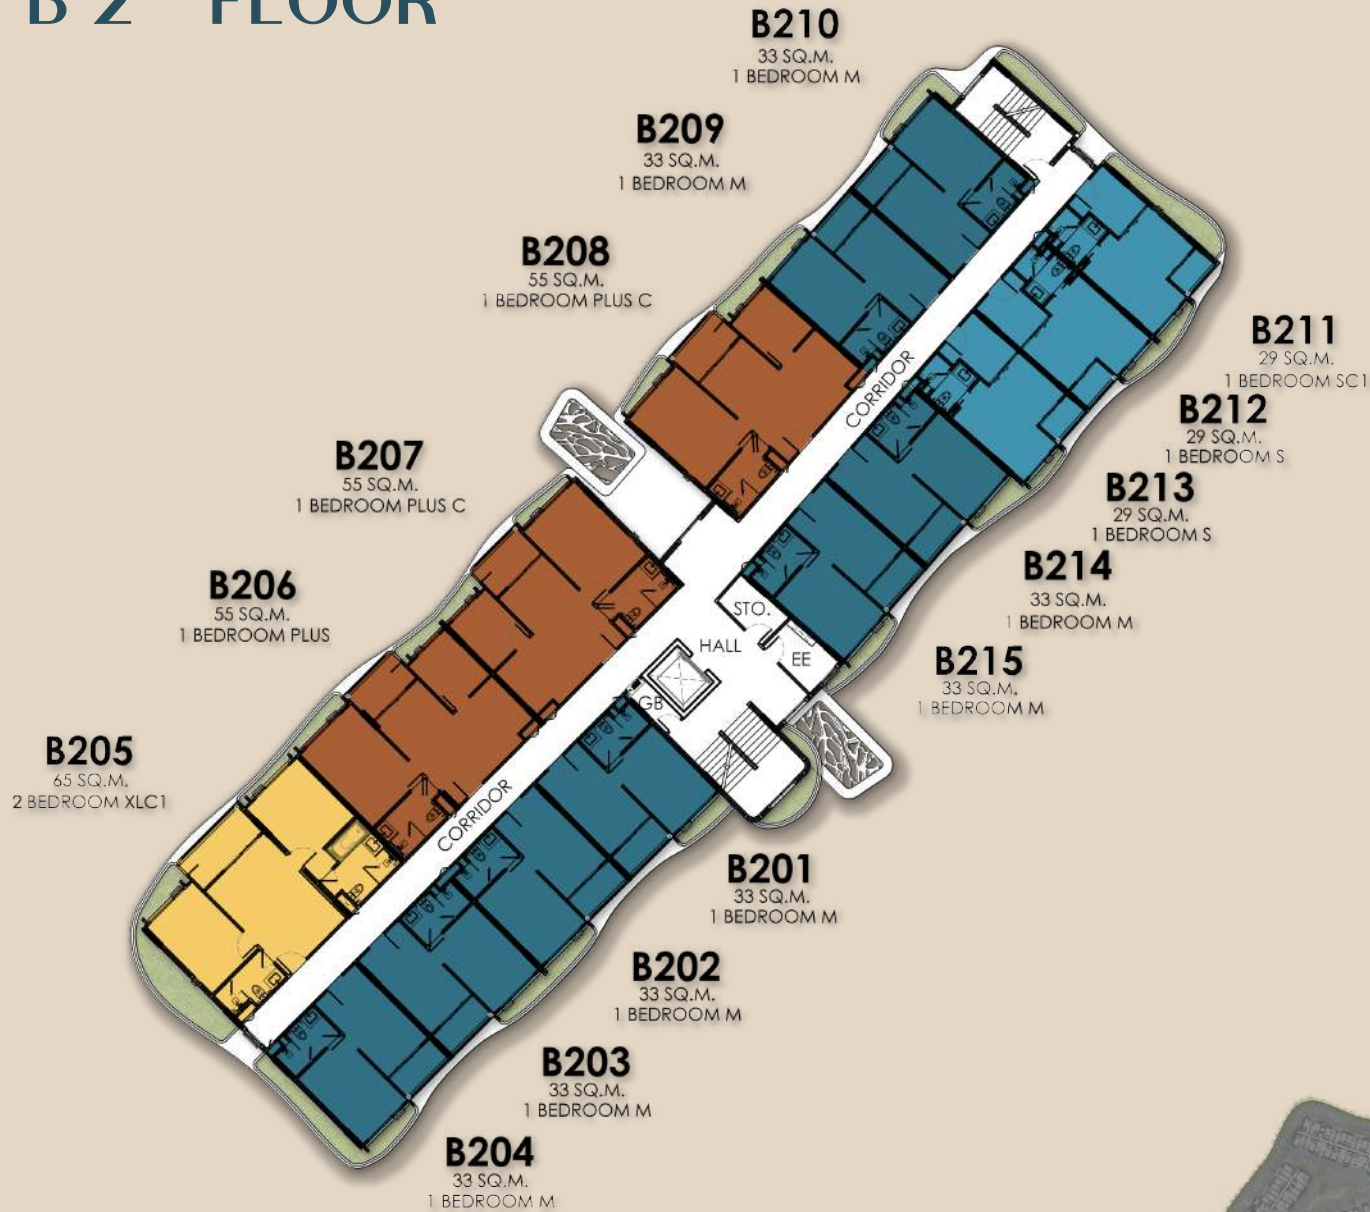 B 2 FLOOR
B210
33 SQ.M.
1 BEDROOM M
B209
33 SQ.M.
1 BEDROOM M
B208
55 SQ.M.
1 BEDROOM PLUS C
B211
29 SQ.M.
1 BEDROOM SC1
B212
29 SQ.M.
1 BEDROOM S
B207
55 SQ.M.
1 BEDROOM PLUS C
B213
29 SQ.M.
1 BEDROOM S
B214
33 SQ.M.
1 BEDROOM M
B206
55 SQ.M.
1 BEDROOM PLUS
B215
33 SQ.M.
1 BEDROOM M
CORRIDOR
STO.
HALL
EE
GB
CORRIDOR
B205
65 SQ.M.
2 BEDROOM XLC1
B201
33 SQ.M.
1 BEDROOM M
B202
33 SQ.M.
1 BEDROOM M
B203
33 SQ.M.
1 BEDROOM M
B204
33 SQ.M.
1 BEDROOM M